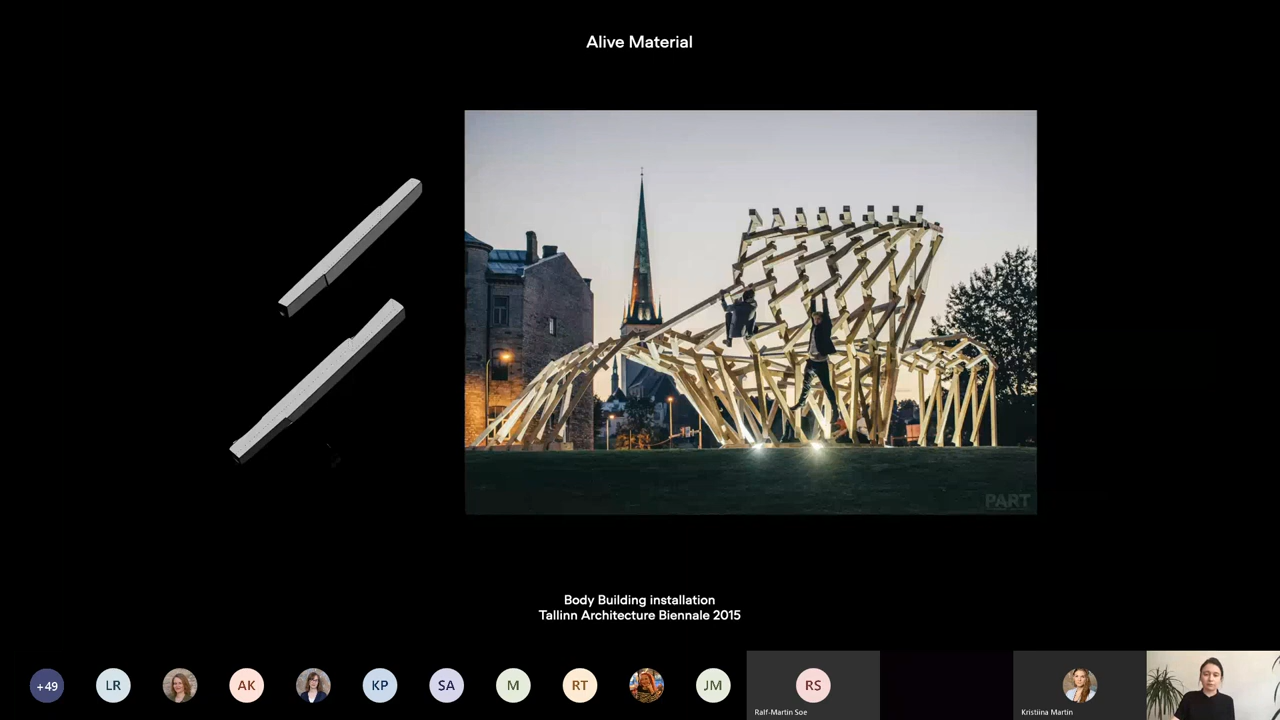 Alive Material
PART
Body Building installation
Tallinn Architecture Biennale 2015
+49
LR
AK
KP
SA
M
RT
JM
RS
Ralf-Martin Soe
Kristiina Martin